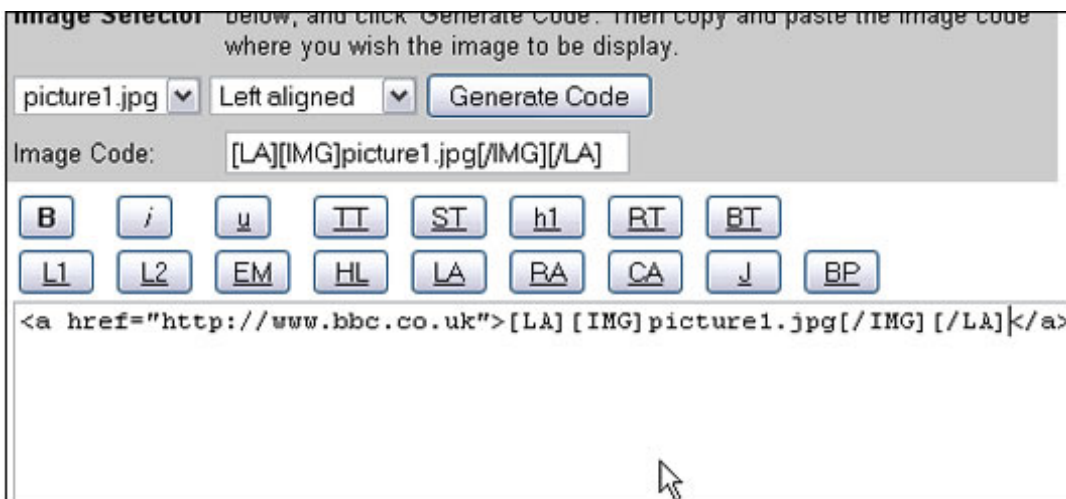 Image Selector below, and click 'Generate Code'. Then copy and paste the image code
where you wish the image to be display.
picture1.jpg Left aligned Generate Code
Image Code: [LA][IMG]picture1.jpg[/IMG][/LA]
B i u TT ST h1 RT BT
L1 L2 EM HL LA RA CA J BP
<a href="http://www.bbc.co.uk">[LA][IMG]picture1.jpg[/IMG][/LA]</a>